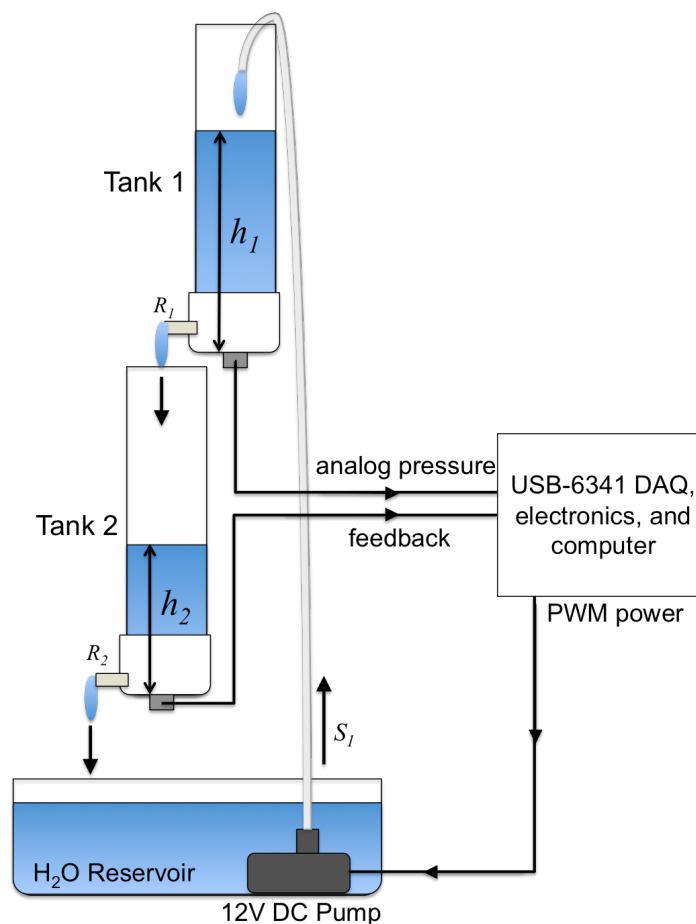 Tank 1
h₁
R₁
analog pressure
feedback
USB-6341 DAQ,
electronics, and
computer
PWM power
Tank 2
h₂
R₂
S₁
H₂O Reservoir
12V DC Pump